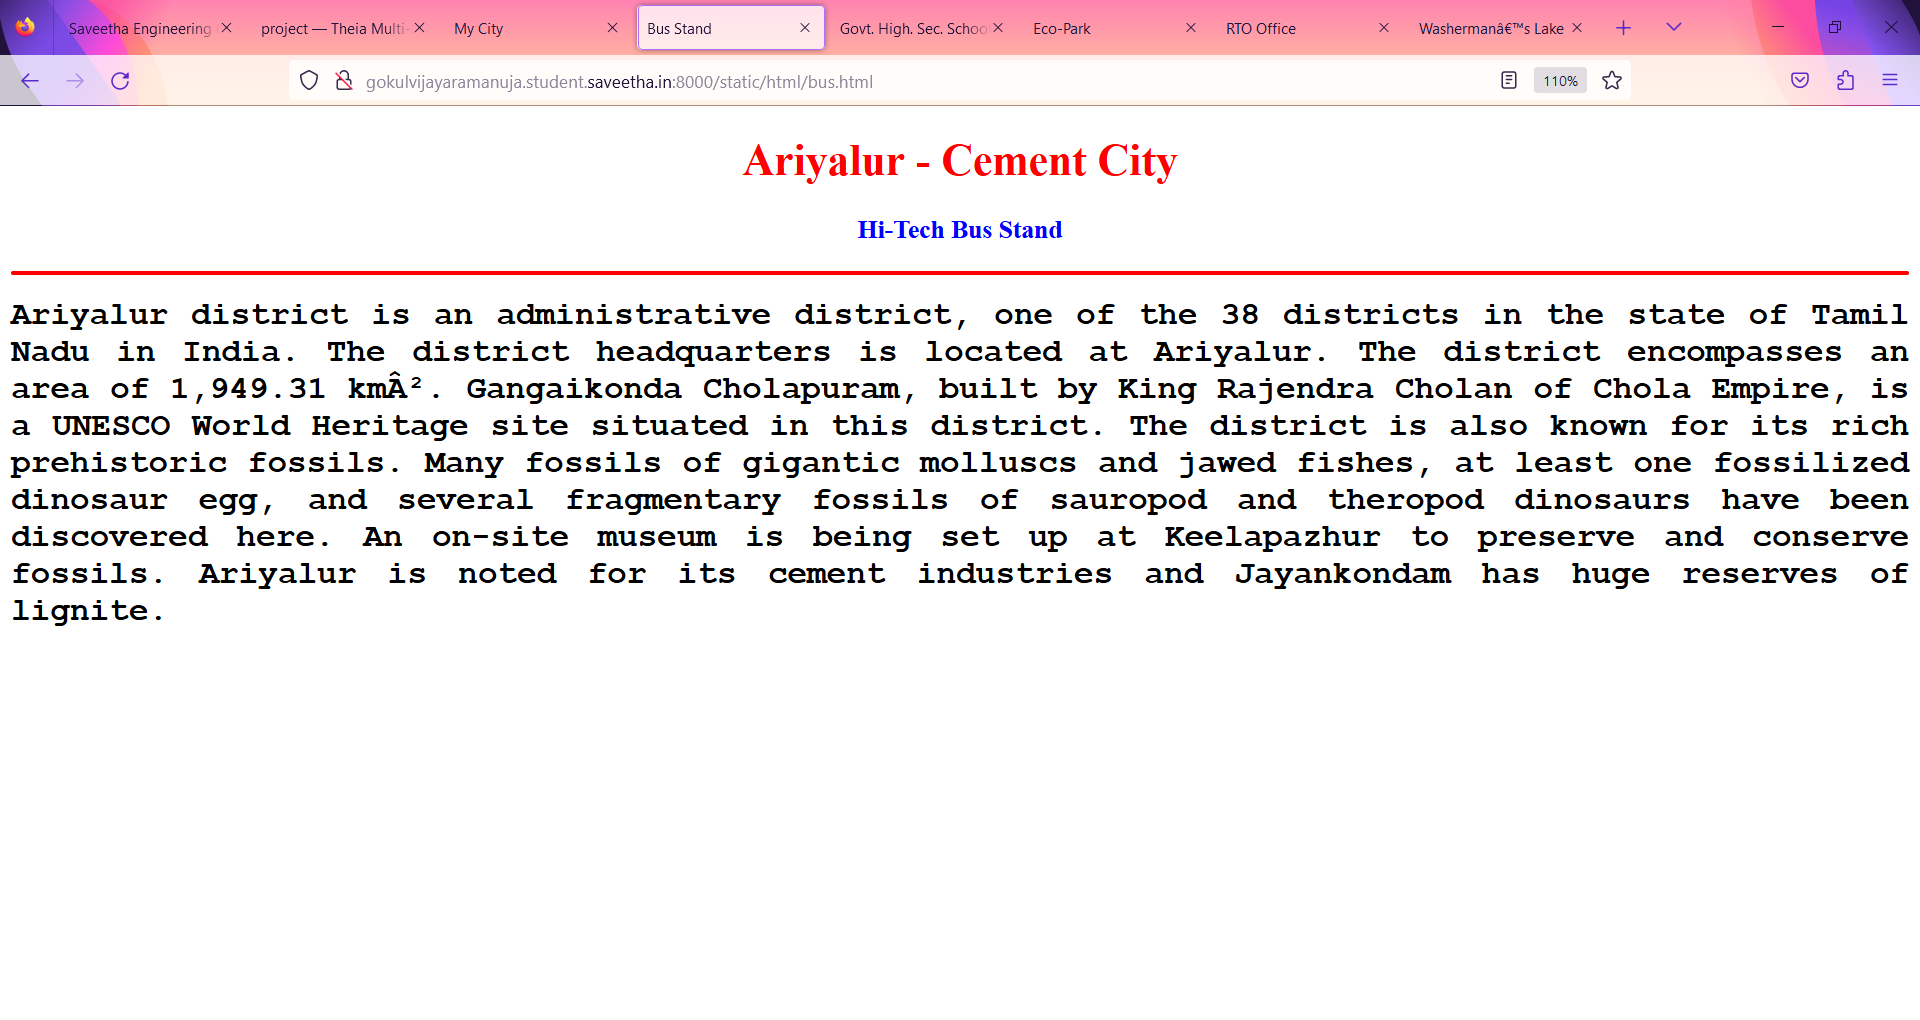 Saveetha Engineering
project — Theia Multi-
My City
Bus Stand
Govt. High. Sec. Schoo
Eco-Park
RTO Office
Washermanâ€™s Lake
gokulvijayaramanuja.student.saveetha.in:8000/static/html/bus.html
110%
Ariyalur - Cement City
Hi-Tech Bus Stand
Ariyalur district is an administrative district, one of the 38 districts in the state of Tamil
Nadu in India. The district headquarters is located at Ariyalur. The district encompasses an
area of 1,949.31 kmÂ². Gangaikonda Cholapuram, built by King Rajendra Cholan of Chola Empire, is
a UNESCO World Heritage site situated in this district. The district is also known for its rich
prehistoric fossils. Many fossils of gigantic molluscs and jawed fishes, at least one fossilized
dinosaur egg, and several fragmentary fossils of sauropod and theropod dinosaurs have been
discovered here. An on-site museum is being set up at Keelapazhur to preserve and conserve
fossils. Ariyalur is noted for its cement industries and Jayankondam has huge reserves of
lignite.